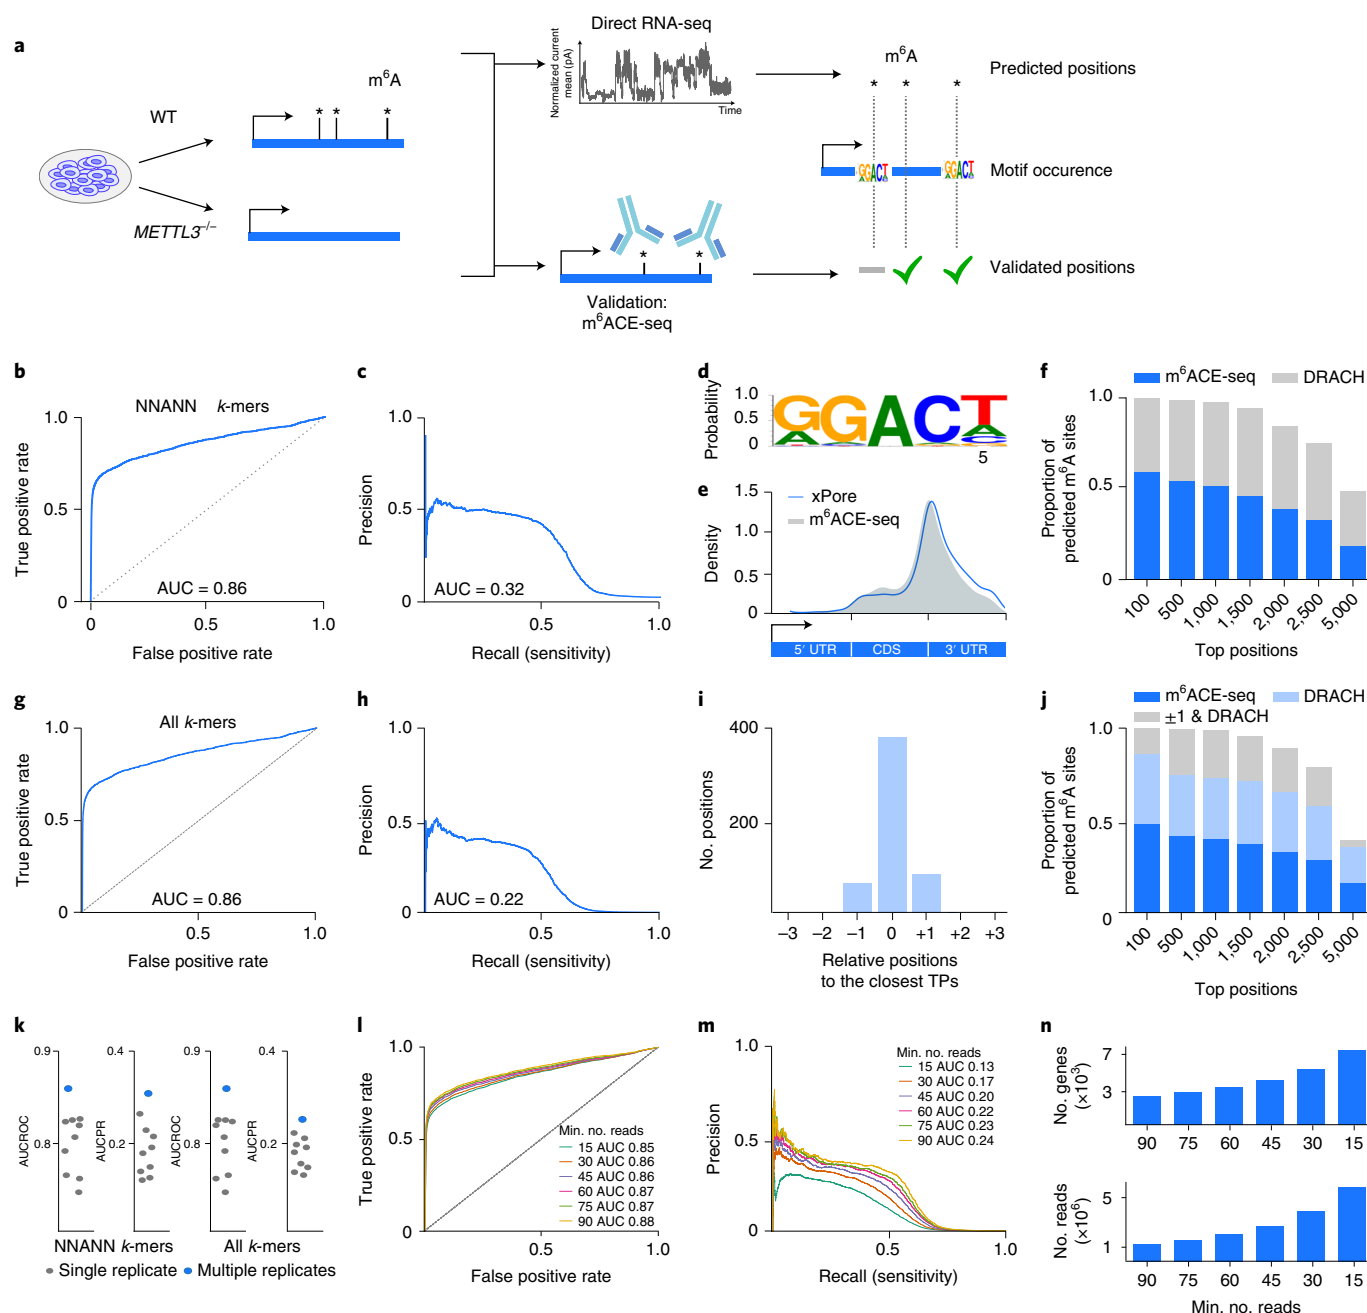 a
Direct RNA-seq
Normalized current
mean (pA)
Time
WT
m6A
METTL3−/−
m6A
* * *
* * *
Predicted positions
GGACT
GGACT
Motif occurence
* *
Validated positions
Validation:
m6ACE-seq
b
NNANN k-mers
True positive rate
1.0
0.5
0
AUC = 0.86
0 0.5 1.0
False positive rate
c
Precision
1.0
0.5
0
AUC = 0.32
0.5 1.0
Recall (sensitivity)
d
Probability
1.0
0.5
0
GGACT
5
e
Density
1.5
1.0
0.5
0
xPore
m6ACE-seq
5′ UTR CDS 3′ UTR
f
m6ACE-seq DRACH
Proportion of
predicted m6A sites
1.0
0.5
0
100 500 1,000 1,500 2,000 2,500 5,000
Top positions
g
All k-mers
True positive rate
1.0
0.5
0
AUC = 0.86
0.5 1.0
False positive rate
h
Precision
1.0
0.5
0
AUC = 0.22
0.5 1.0
Recall (sensitivity)
i
No. positions
400
200
−3 −2 −1 0 +1 +2 +3
Relative positions
to the closest TPs
j
m6ACE-seq DRACH
±1 & DRACH
Proportion of
predicted m6A sites
1.0
0.5
0
100 500 1,000 1,500 2,000 2,500 5,000
Top positions
k
AUCROC
0.9
0.8
AUCPR
0.4
0.2
AUCROC
0.9
0.8
AUCPR
0.4
0.2
NNANN k-mers All k-mers
Single replicate Multiple replicates
l
True positive rate
1.0
0.5
0
Min. no. reads
15 AUC 0.85
30 AUC 0.86
45 AUC 0.86
60 AUC 0.87
75 AUC 0.87
90 AUC 0.88
0.5 1.0
False positive rate
m
Precision
1.0
0.5
0
Min. no. reads
15 AUC 0.13
30 AUC 0.17
45 AUC 0.20
60 AUC 0.22
75 AUC 0.23
90 AUC 0.24
0.5 1.0
Recall (sensitivity)
n
No. genes
(×103)
7
3
90 75 60 45 30 15
No. reads
(×106)
5
1
90 75 60 45 30 15
Min. no. reads